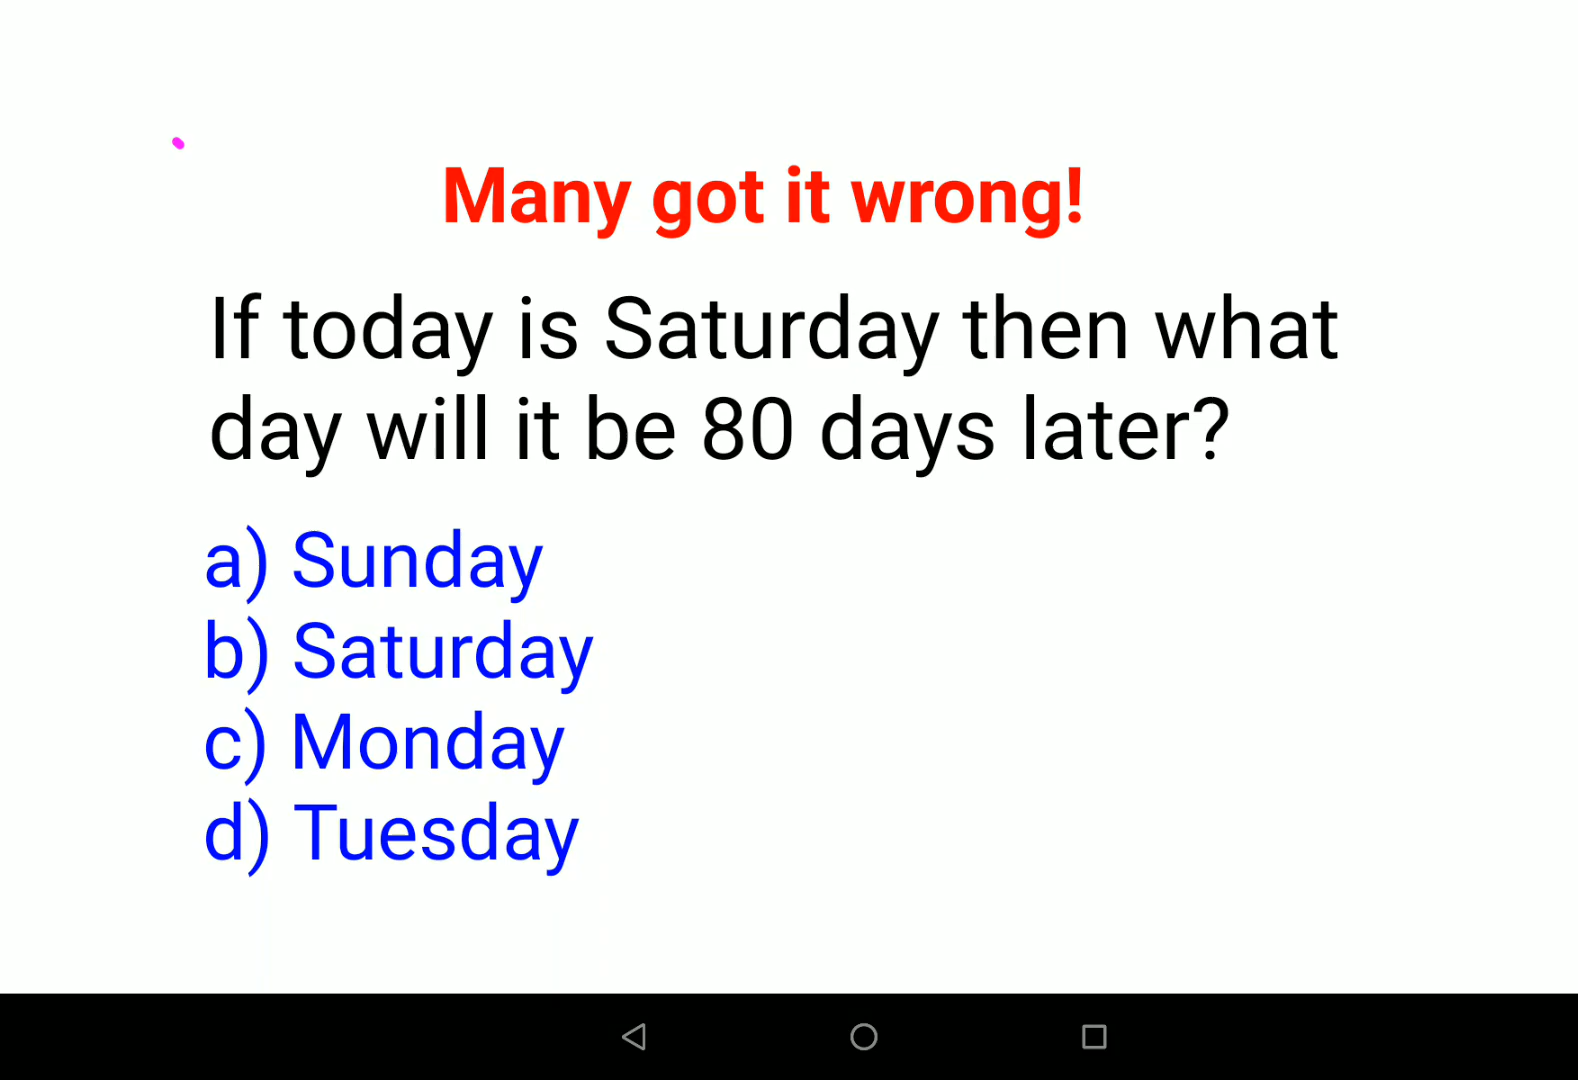 Many got it wrong!
If today is Saturday then what
day will it be 80 days later?
a) Sunday
b) Saturday
c) Monday
d) Tuesday